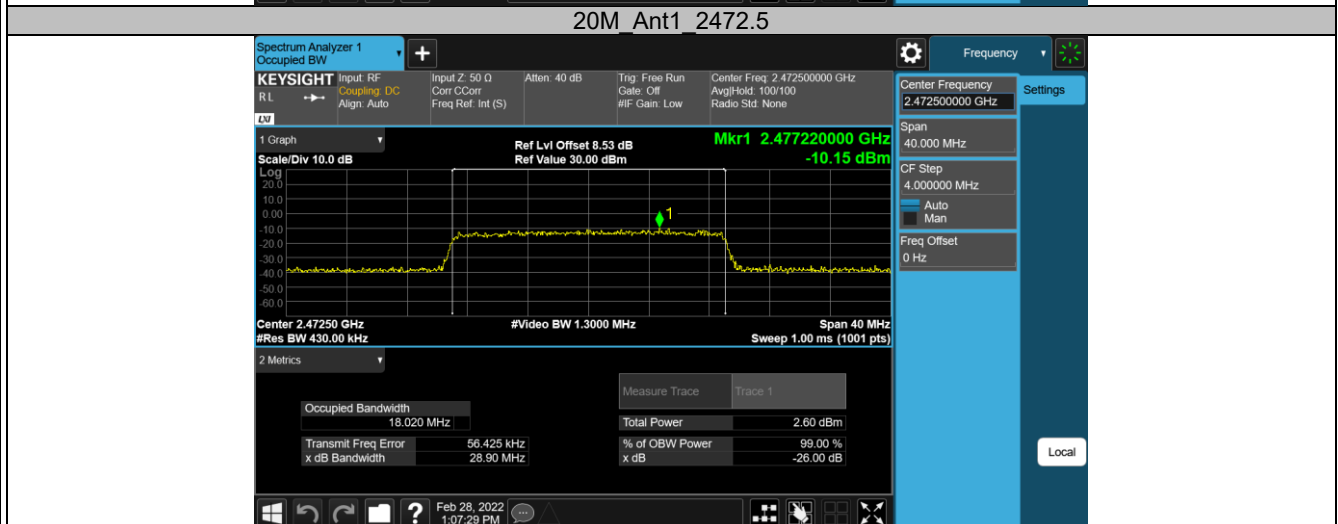 20M_Ant1_2472.5
Spectrum Analyzer 1
Occupied BW
+
Frequency
KEYSIGHT Input: RF Input Z: 50 Ω Atten: 40 dB Trig: Free Run Center Freq: 2.472500000 GHz
RL Coupling: DC Corr CCorr Gate: Off Avg|Hold: 100/100
Align: Auto Freq Ref: Int (S) #IF Gain: Low Radio Std: None
LXI
Center Frequency
2.472500000 GHz
Settings
Span
40.000 MHz
CF Step
4.000000 MHz
Auto
Man
Freq Offset
0 Hz
1 Graph
Ref Lvl Offset 8.53 dB
Mkr1 2.477220000 GHz
Scale/Div 10.0 dB
Ref Value 30.00 dBm
-10.15 dBm
Log
20.0
10.0
0.00
-10.0
-20.0
-30.0
-40.0
-50.0
-60.0
1
Center 2.47250 GHz #Video BW 1.3000 MHz Span 40 MHz
#Res BW 430.00 kHz Sweep 1.00 ms (1001 pts)
2 Metrics
Measure Trace Trace 1
Occupied Bandwidth
18.020 MHz
Total Power 2.60 dBm
Transmit Freq Error 56.425 kHz
% of OBW Power 99.00 %
x dB Bandwidth 28.90 MHz
x dB -26.00 dB
Local
?
Feb 28, 2022
1:07:29 PM